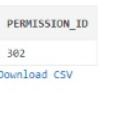 PERMISSION_ID
302
Download CSV